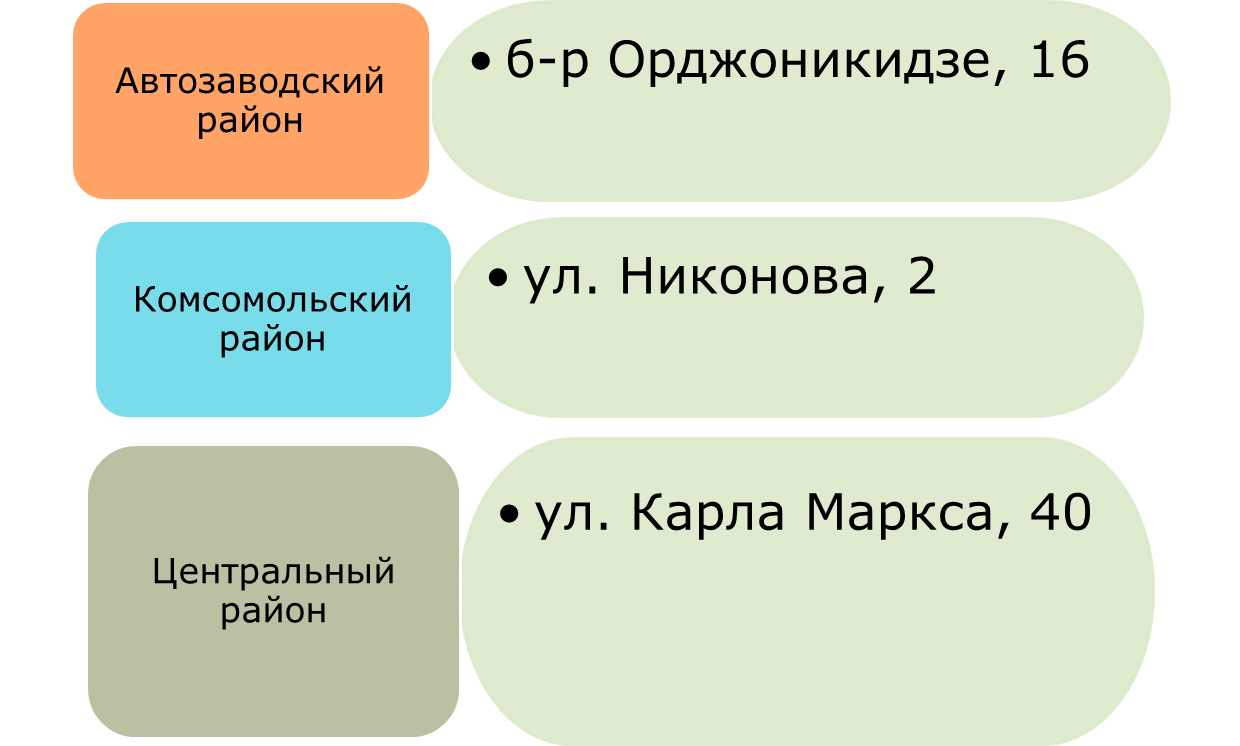 Автозаводский
район
• б-р Орджоникидзе, 16
Комсомольский
район
• ул. Никонова, 2
Центральный
район
• ул. Карла Маркса, 40